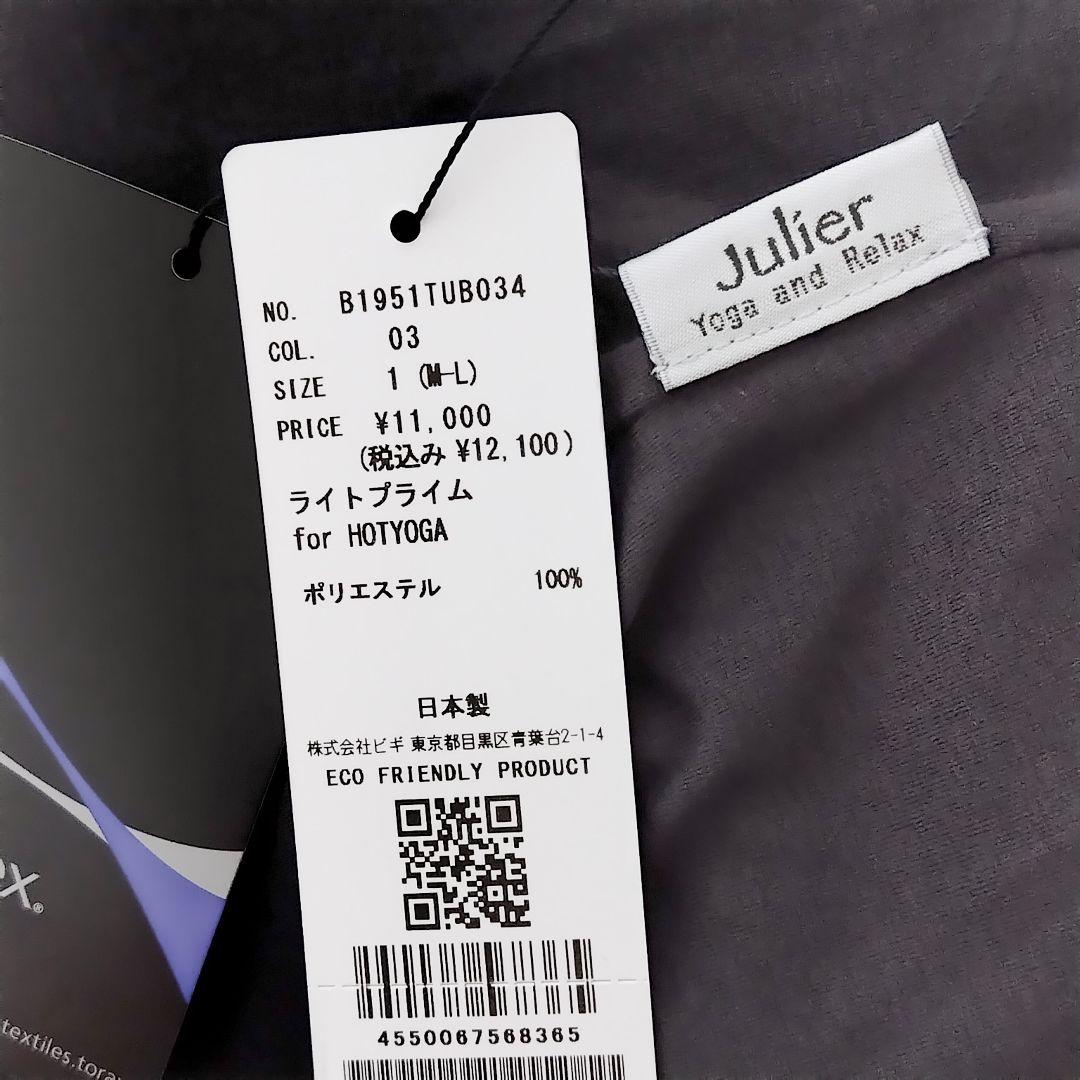 NO. B1951TUB034
COL. 03
SIZE 1 (M-L)
PRICE ¥11,000
(税込み ¥12,100)
ライトプライム
for HOTYOGA
ポリエステル 100%
日本製
株式会社ビギ 東京都目黒区青葉台2-1-4
ECO FRIENDLY PRODUCT
4550067568365
Julier
Yoga and Relax
ex®
textiles.tora